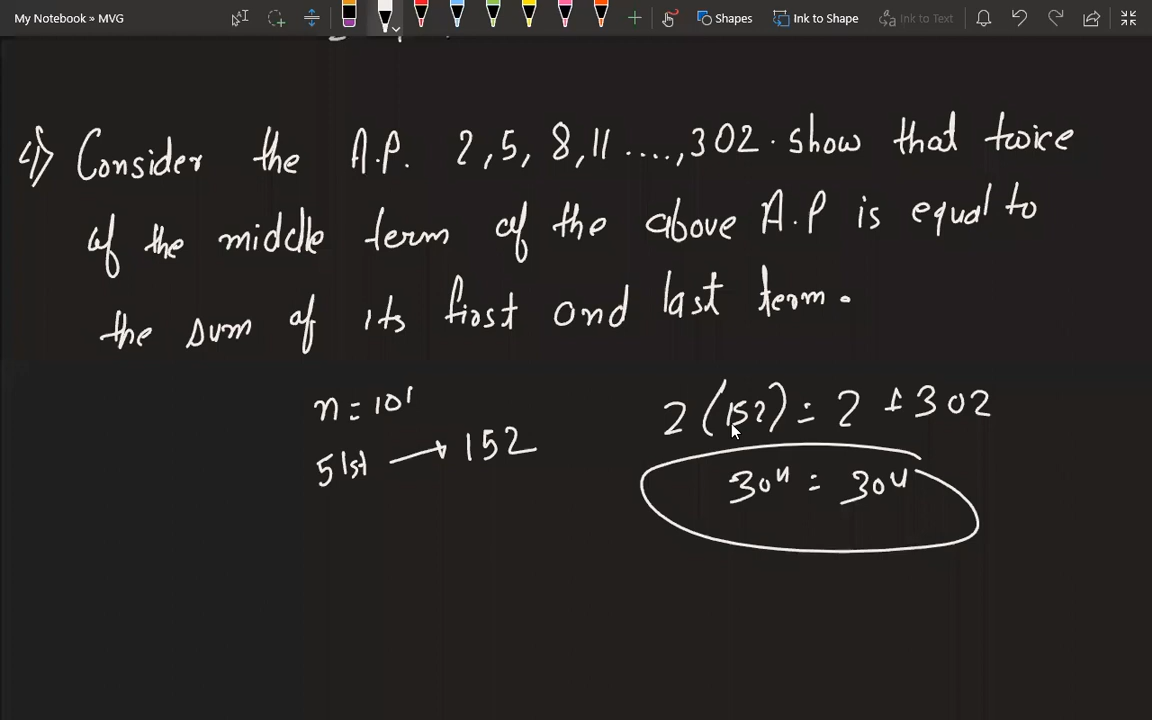 My Notebook » MVG
Shapes Ink to Shape Ink to Text
4) Consider the A.P. 2, 5, 8, 11 ...., 302. show that twice
of the middle term of the above A.P is equal to
the sum of its first and last term.
n = 101
51st → 152
2 (152) = 2 + 302
304 = 304